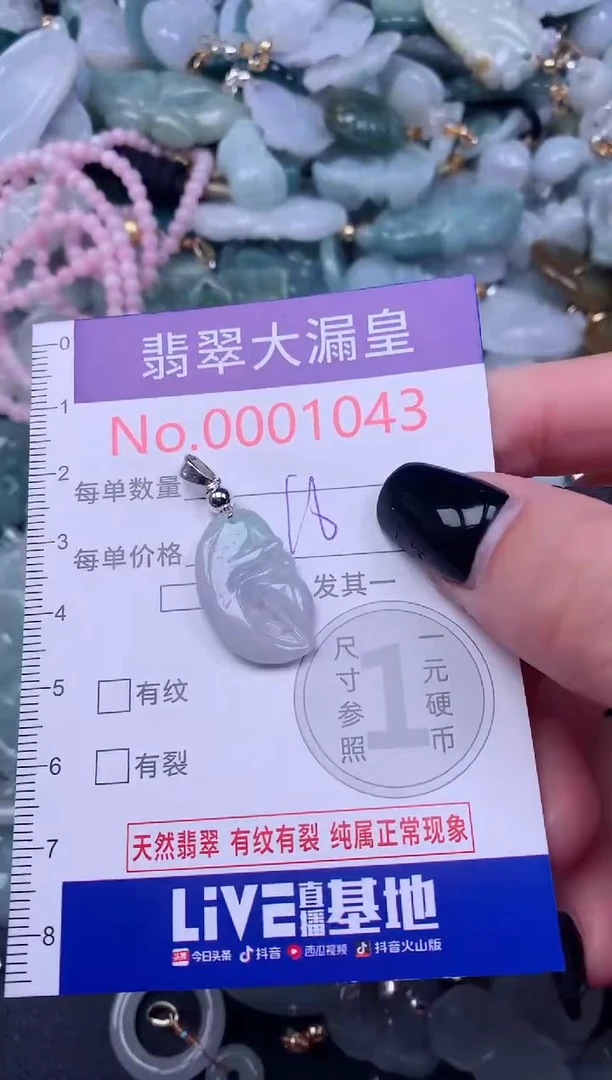 翡翠大漏皇
No.0001043
0
1
2
每单数量
18
3
每单价格
发其一
4
尺寸参照
1
一元硬币
5
有纹
6
有裂
天然翡翠 有纹有裂 纯属正常现象
7
LiVE直播基地
8
头条 今日头条 抖音 西瓜视频 抖音火山版